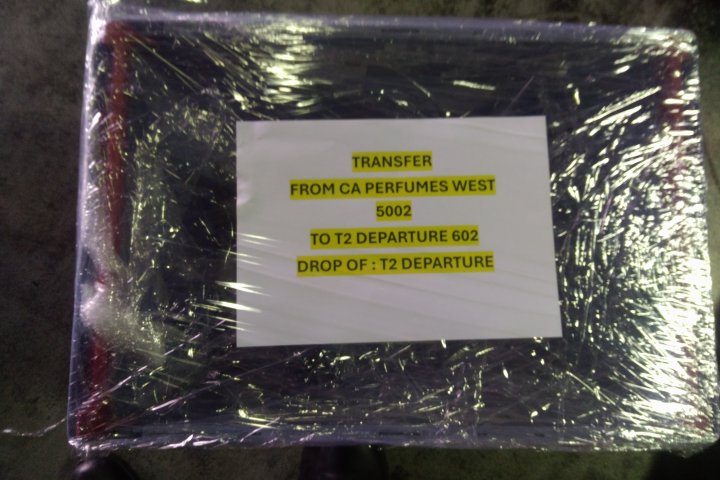 TRANSFER
FROM CA PERFUMES WEST
5002
TO T2 DEPARTURE 602
DROP OF : T2 DEPARTURE